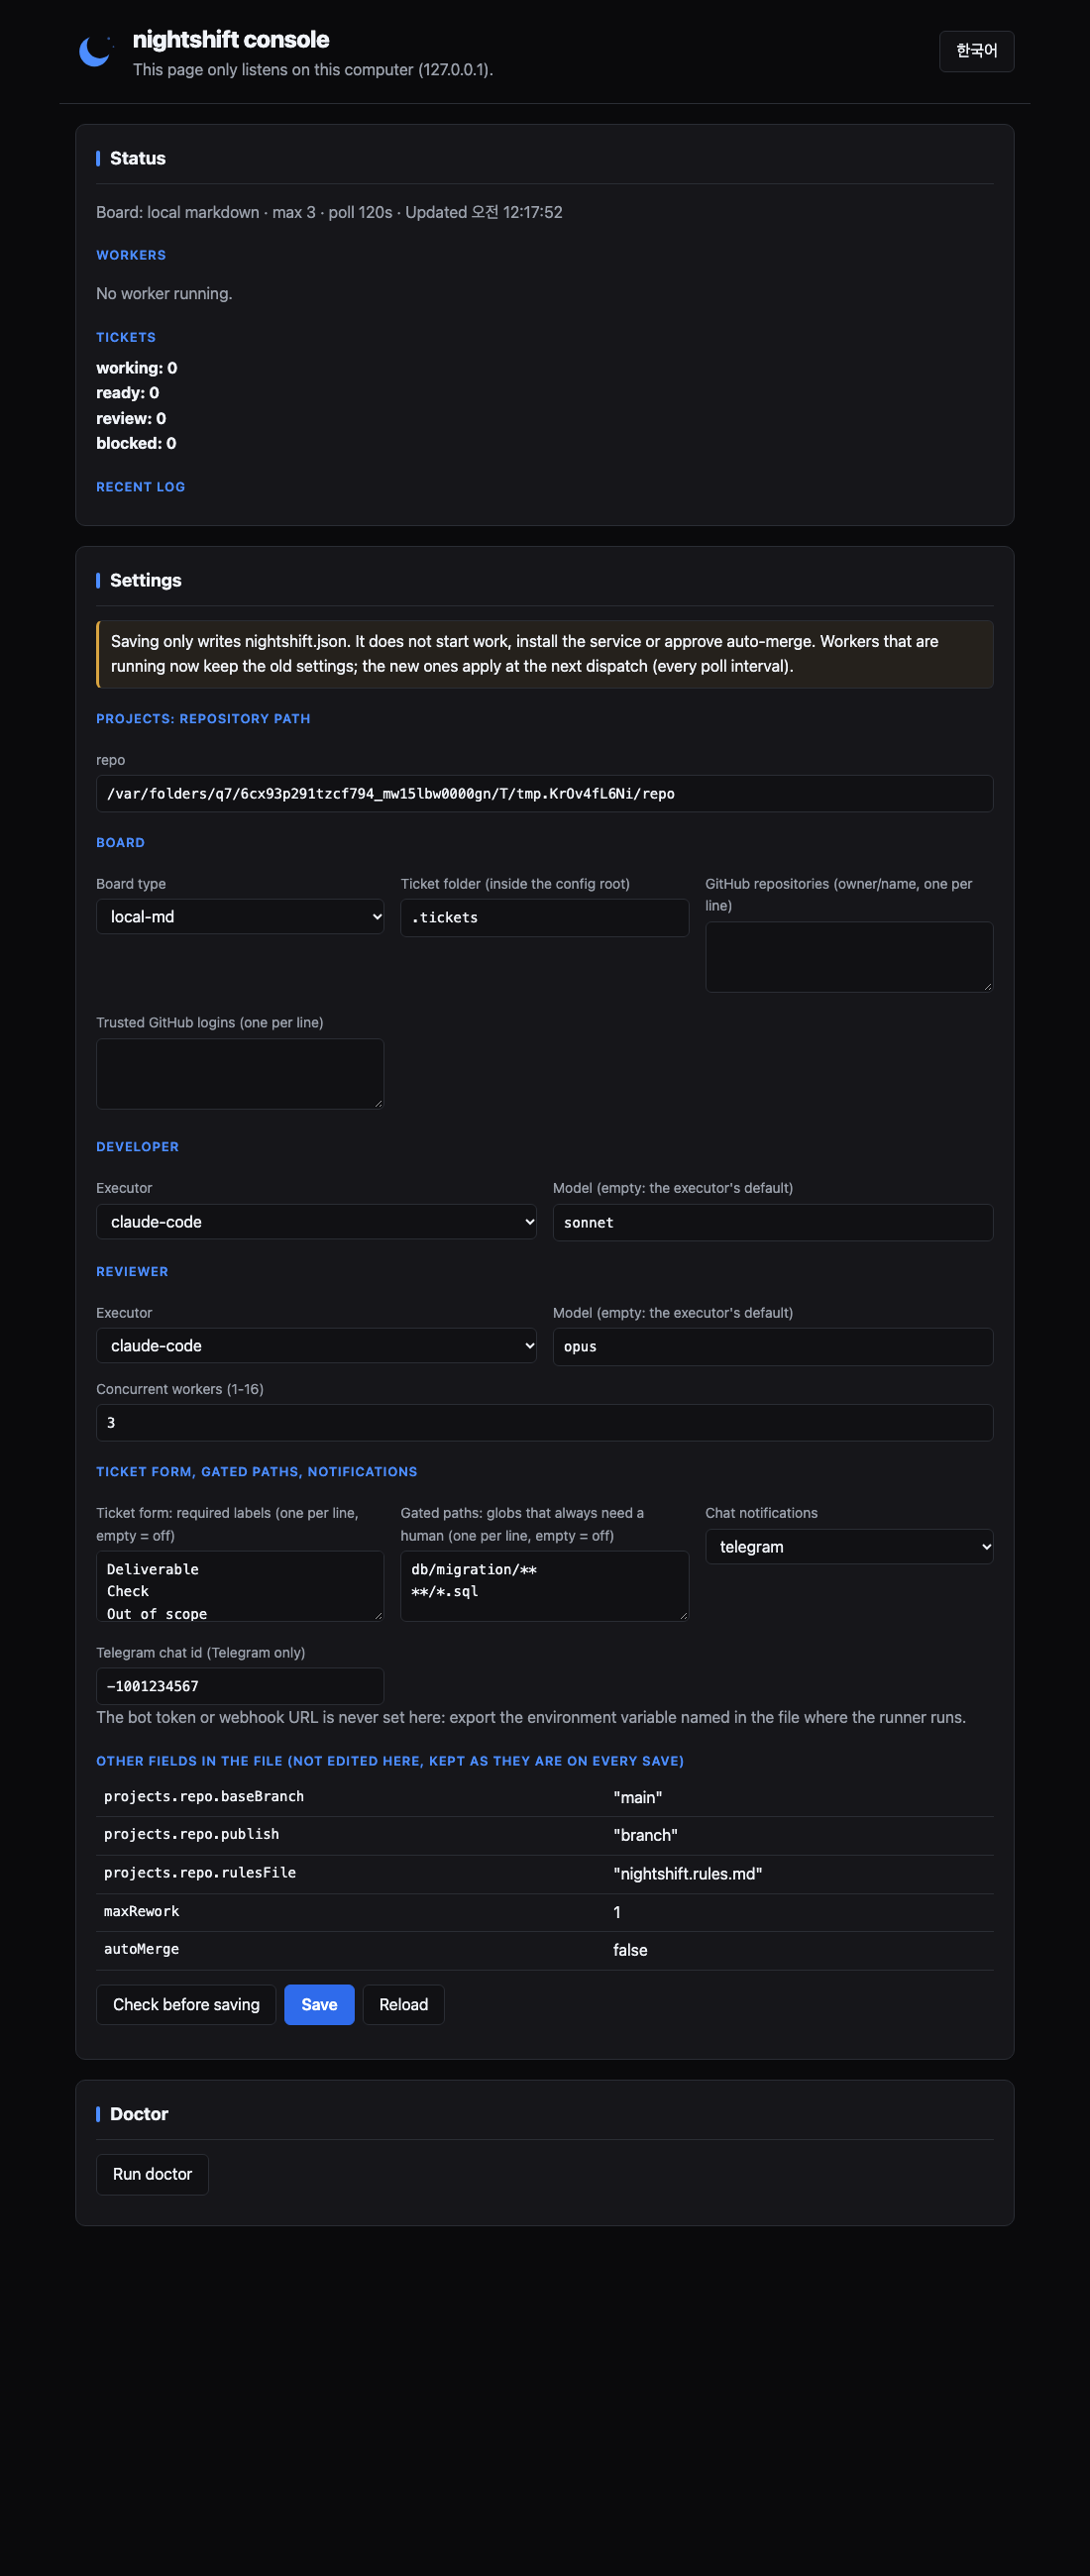 nightshift console
This page only listens on this computer (127.0.0.1).
한국어
Status
Board: local markdown · max 3 · poll 120s · Updated 오전 12:17:52
WORKERS
No worker running.
TICKETS
working: 0
ready: 0
review: 0
blocked: 0
RECENT LOG
Settings
Saving only writes nightshift.json. It does not start work, install the service or approve auto-merge. Workers that are
running now keep the old settings; the new ones apply at the next dispatch (every poll interval).
PROJECTS: REPOSITORY PATH
repo
/var/folders/q7/6cx93p291tzcf794_mw15lbw0000gn/T/tmp.KrOv4fL6Ni/repo
BOARD
Board type
local-md
Ticket folder (inside the config root)
.tickets
GitHub repositories (owner/name, one per
line)
Trusted GitHub logins (one per line)
DEVELOPER
Executor
claude-code
Model (empty: the executor's default)
sonnet
REVIEWER
Executor
claude-code
Model (empty: the executor's default)
opus
Concurrent workers (1-16)
3
TICKET FORM, GATED PATHS, NOTIFICATIONS
Ticket form: required labels (one per line,
empty = off)
Deliverable
Check
Out of scope
Gated paths: globs that always need a
human (one per line, empty = off)
db/migration/**
**/*.sql
Chat notifications
telegram
Telegram chat id (Telegram only)
-1001234567
The bot token or webhook URL is never set here: export the environment variable named in the file where the runner runs.
OTHER FIELDS IN THE FILE (NOT EDITED HERE, KEPT AS THEY ARE ON EVERY SAVE)
projects.repo.baseBranch "main"
projects.repo.publish "branch"
projects.repo.rulesFile "nightshift.rules.md"
maxRework 1
autoMerge false
Check before saving Save Reload
Doctor
Run doctor